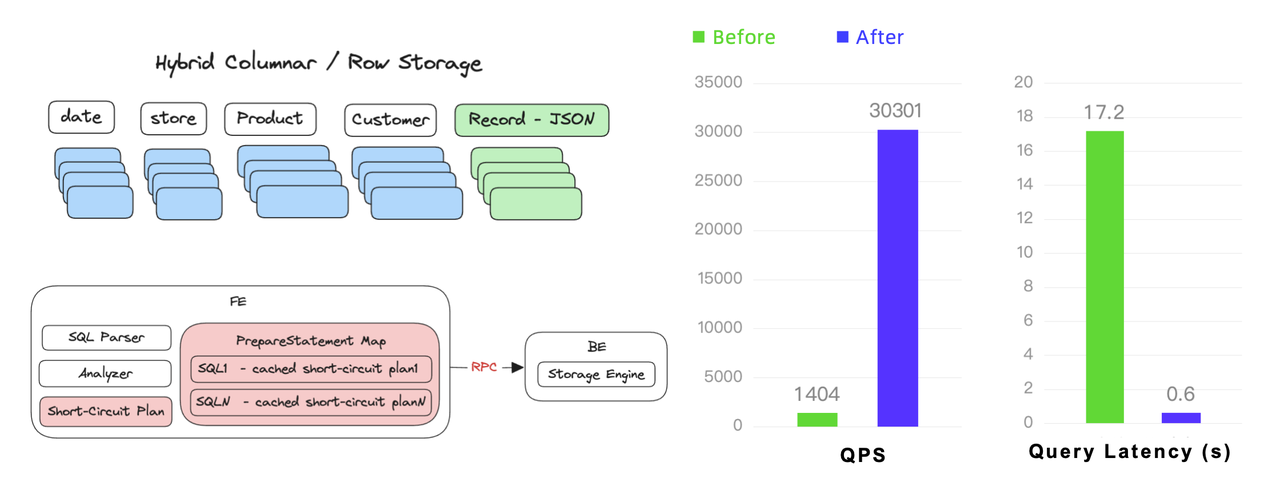 Hybrid Columnar / Row Storage
date
store
Product
Customer
Record - JSON
FE
SQL Parser
Analyzer
Short-Circuit Plan
PrepareStatement Map
SQL1 - cached short-circuit plan1
SQLN - cached short-circuit planN
RPC
BE
Storage Engine
Before
After
35000
30000
25000
20000
15000
10000
5000
0
1404
30301
QPS
20
18
16
14
12
10
8
6
4
2
0
17.2
0.6
Query Latency (s)